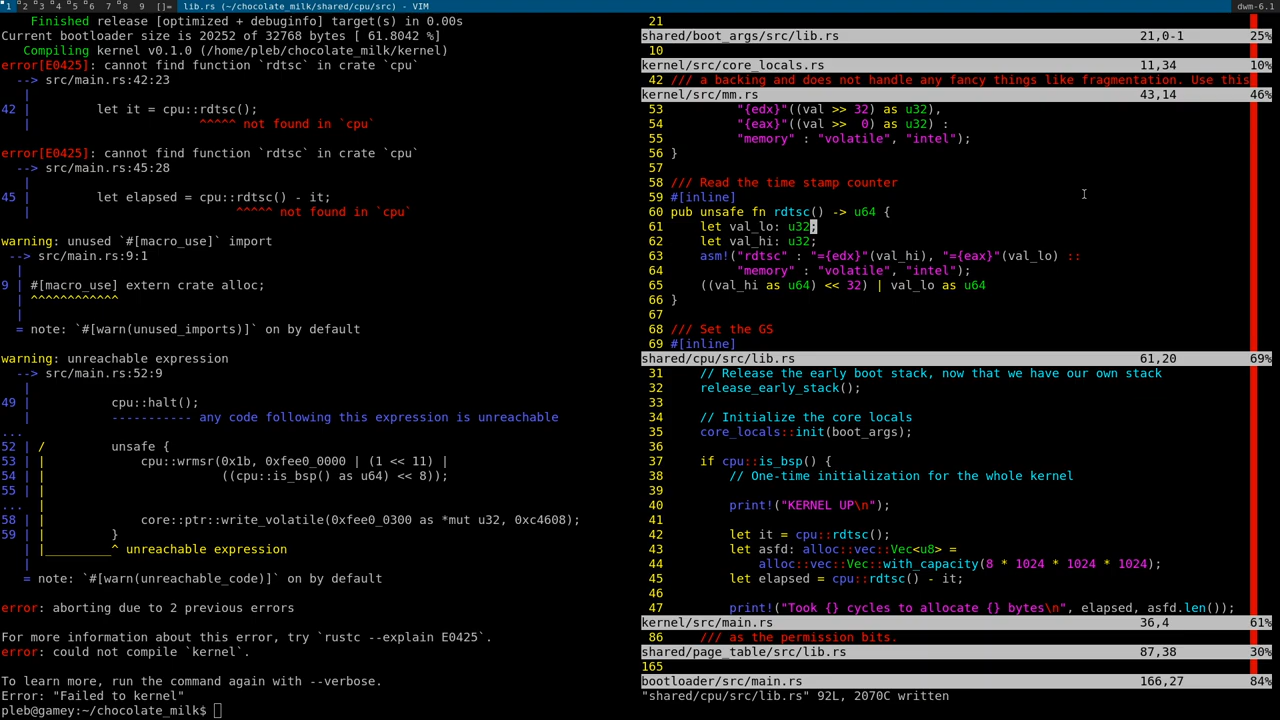 1 2 3 4 5 6 7 8 9 []= lib.rs (~/chocolate_milk/shared/cpu/src) - VIM dwm-6.1
    Finished release [optimized + debuginfo] target(s) in 0.00s
Current bootloader size is 20252 of 32768 bytes [ 61.8042 %]
   Compiling kernel v0.1.0 (/home/pleb/chocolate_milk/kernel)
error[E0425]: cannot find function `rdtsc` in crate `cpu`
  --> src/main.rs:42:23
   |
42 |         let it = cpu::rdtsc();
   |                       ^^^^^ not found in `cpu`
error[E0425]: cannot find function `rdtsc` in crate `cpu`
  --> src/main.rs:45:28
   |
45 |         let elapsed = cpu::rdtsc() - it;
   |                            ^^^^^ not found in `cpu`
warning: unused `#[macro_use]` import
 --> src/main.rs:9:1
  |
9 | #[macro_use] extern crate alloc;
  | ^^^^^^^^^^^^
  |
  = note: `#[warn(unused_imports)]` on by default
warning: unreachable expression
  --> src/main.rs:52:9
   |
49 |           cpu::halt();
   |           ----------- any code following this expression is unreachable
...
52 | /         unsafe {
53 | |             cpu::wrmsr(0x1b, 0xfee0_0000 | (1 << 11) |
54 | |                        ((cpu::is_bsp() as u64) << 8));
55 | |
...  |
58 | |             core::ptr::write_volatile(0xfee0_0300 as *mut u32, 0xc4608);
59 | |         }
   | |_________^ unreachable expression
   |
   = note: `#[warn(unreachable_code)]` on by default
error: aborting due to 2 previous errors
For more information about this error, try `rustc --explain E0425`.
error: could not compile `kernel`.
To learn more, run the command again with --verbose.
Error: "Failed to kernel"
pleb@gamey:~/chocolate_milk$
21
shared/boot_args/src/lib.rs 21,0-1 25%
10
kernel/src/core_locals.rs 11,34 10%
42 /// a backing and does not handle any fancy things like fragmentation. Use this
kernel/src/mm.rs 43,14 46%
53          "{edx}"((val >> 32) as u32),
54          "{eax}"((val >>  0) as u32) :
55          "memory" : "volatile", "intel");
56 }
57
58 /// Read the time stamp counter
59 #[inline]
60 pub unsafe fn rdtsc() -> u64 {
61     let val_lo: u32;
62     let val_hi: u32;
63     asm!("rdtsc" : "={edx}"(val_hi), "={eax}"(val_lo) ::
64          "memory" : "volatile", "intel");
65     ((val_hi as u64) << 32) | val_lo as u64
66 }
67
68 /// Set the GS
69 #[inline]
shared/cpu/src/lib.rs 61,20 69%
31     // Release the early boot stack, now that we have our own stack
32     release_early_stack();
33
34     // Initialize the core locals
35     core_locals::init(boot_args);
36
37     if cpu::is_bsp() {
38         // One-time initialization for the whole kernel
39
40         print!("KERNEL UP\n");
41
42         let it = cpu::rdtsc();
43         let asfd: alloc::vec::Vec<u8> =
44             alloc::vec::Vec::with_capacity(8 * 1024 * 1024 * 1024);
45         let elapsed = cpu::rdtsc() - it;
46
47         print!("Took {} cycles to allocate {} bytes\n", elapsed, asfd.len());
kernel/src/main.rs 36,4 61%
86     /// as the permission bits.
shared/page_table/src/lib.rs 87,38 30%
165
bootloader/src/main.rs 166,27 84%
"shared/cpu/src/lib.rs" 92L, 2070C written